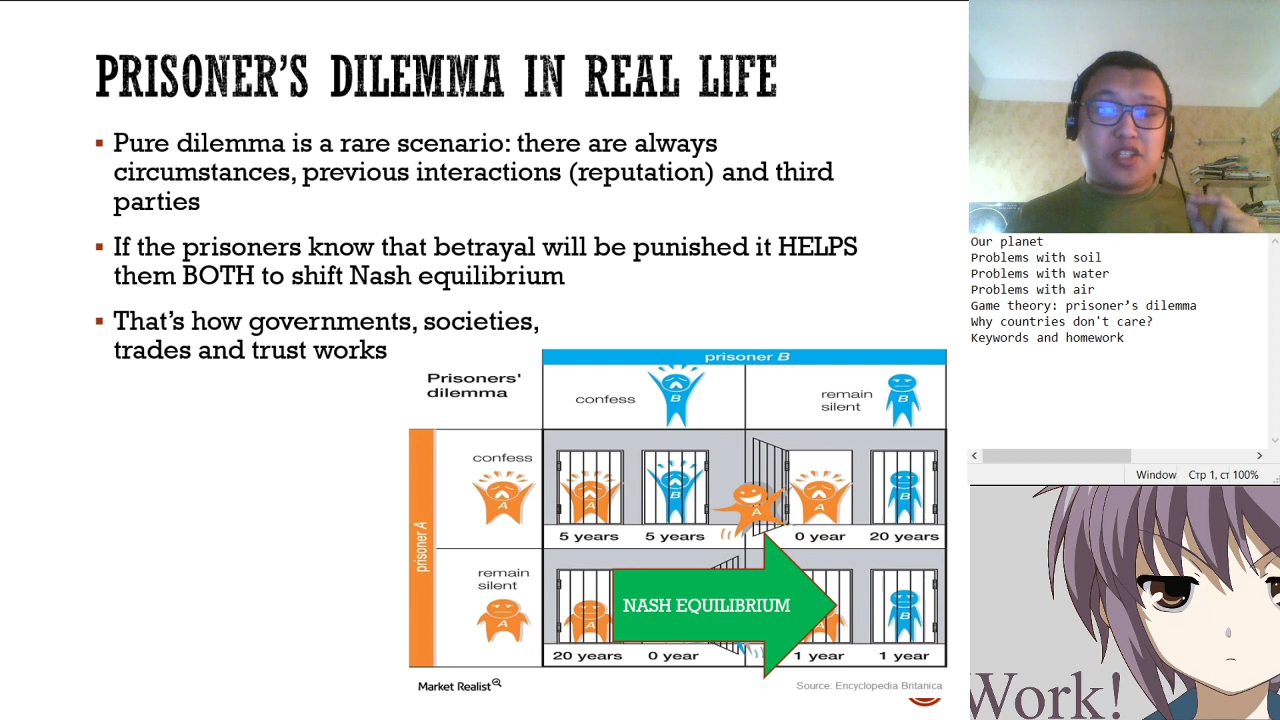 PRISONER'S DILEMMA IN REAL LIFE
Pure dilemma is a rare scenario: there are always
circumstances, previous interactions (reputation) and third
parties
If the prisoners know that betrayal will be punished it HELPS
them BOTH to shift Nash equilibrium
That's how governments, societies,
trades and trust works
Prisoners'
dilemma
prisoner B
confess
B
remain
silent
B
prisoner A
confess
A
A
B
A
A
B
5 years
5 years
0 year
20 years
remain
silent
A
A
NASH EQUILIBRIUM
B
20 years
0 year
1 year
1 year
Market Realist
Source: Encyclopedia Britanica
Our planet
Problems with soil
Problems with water
Problems with air
Game theory: prisoner's dilemma
Why countries don't care?
Keywords and homework
Window
Стр 1, ст
100%
Work!